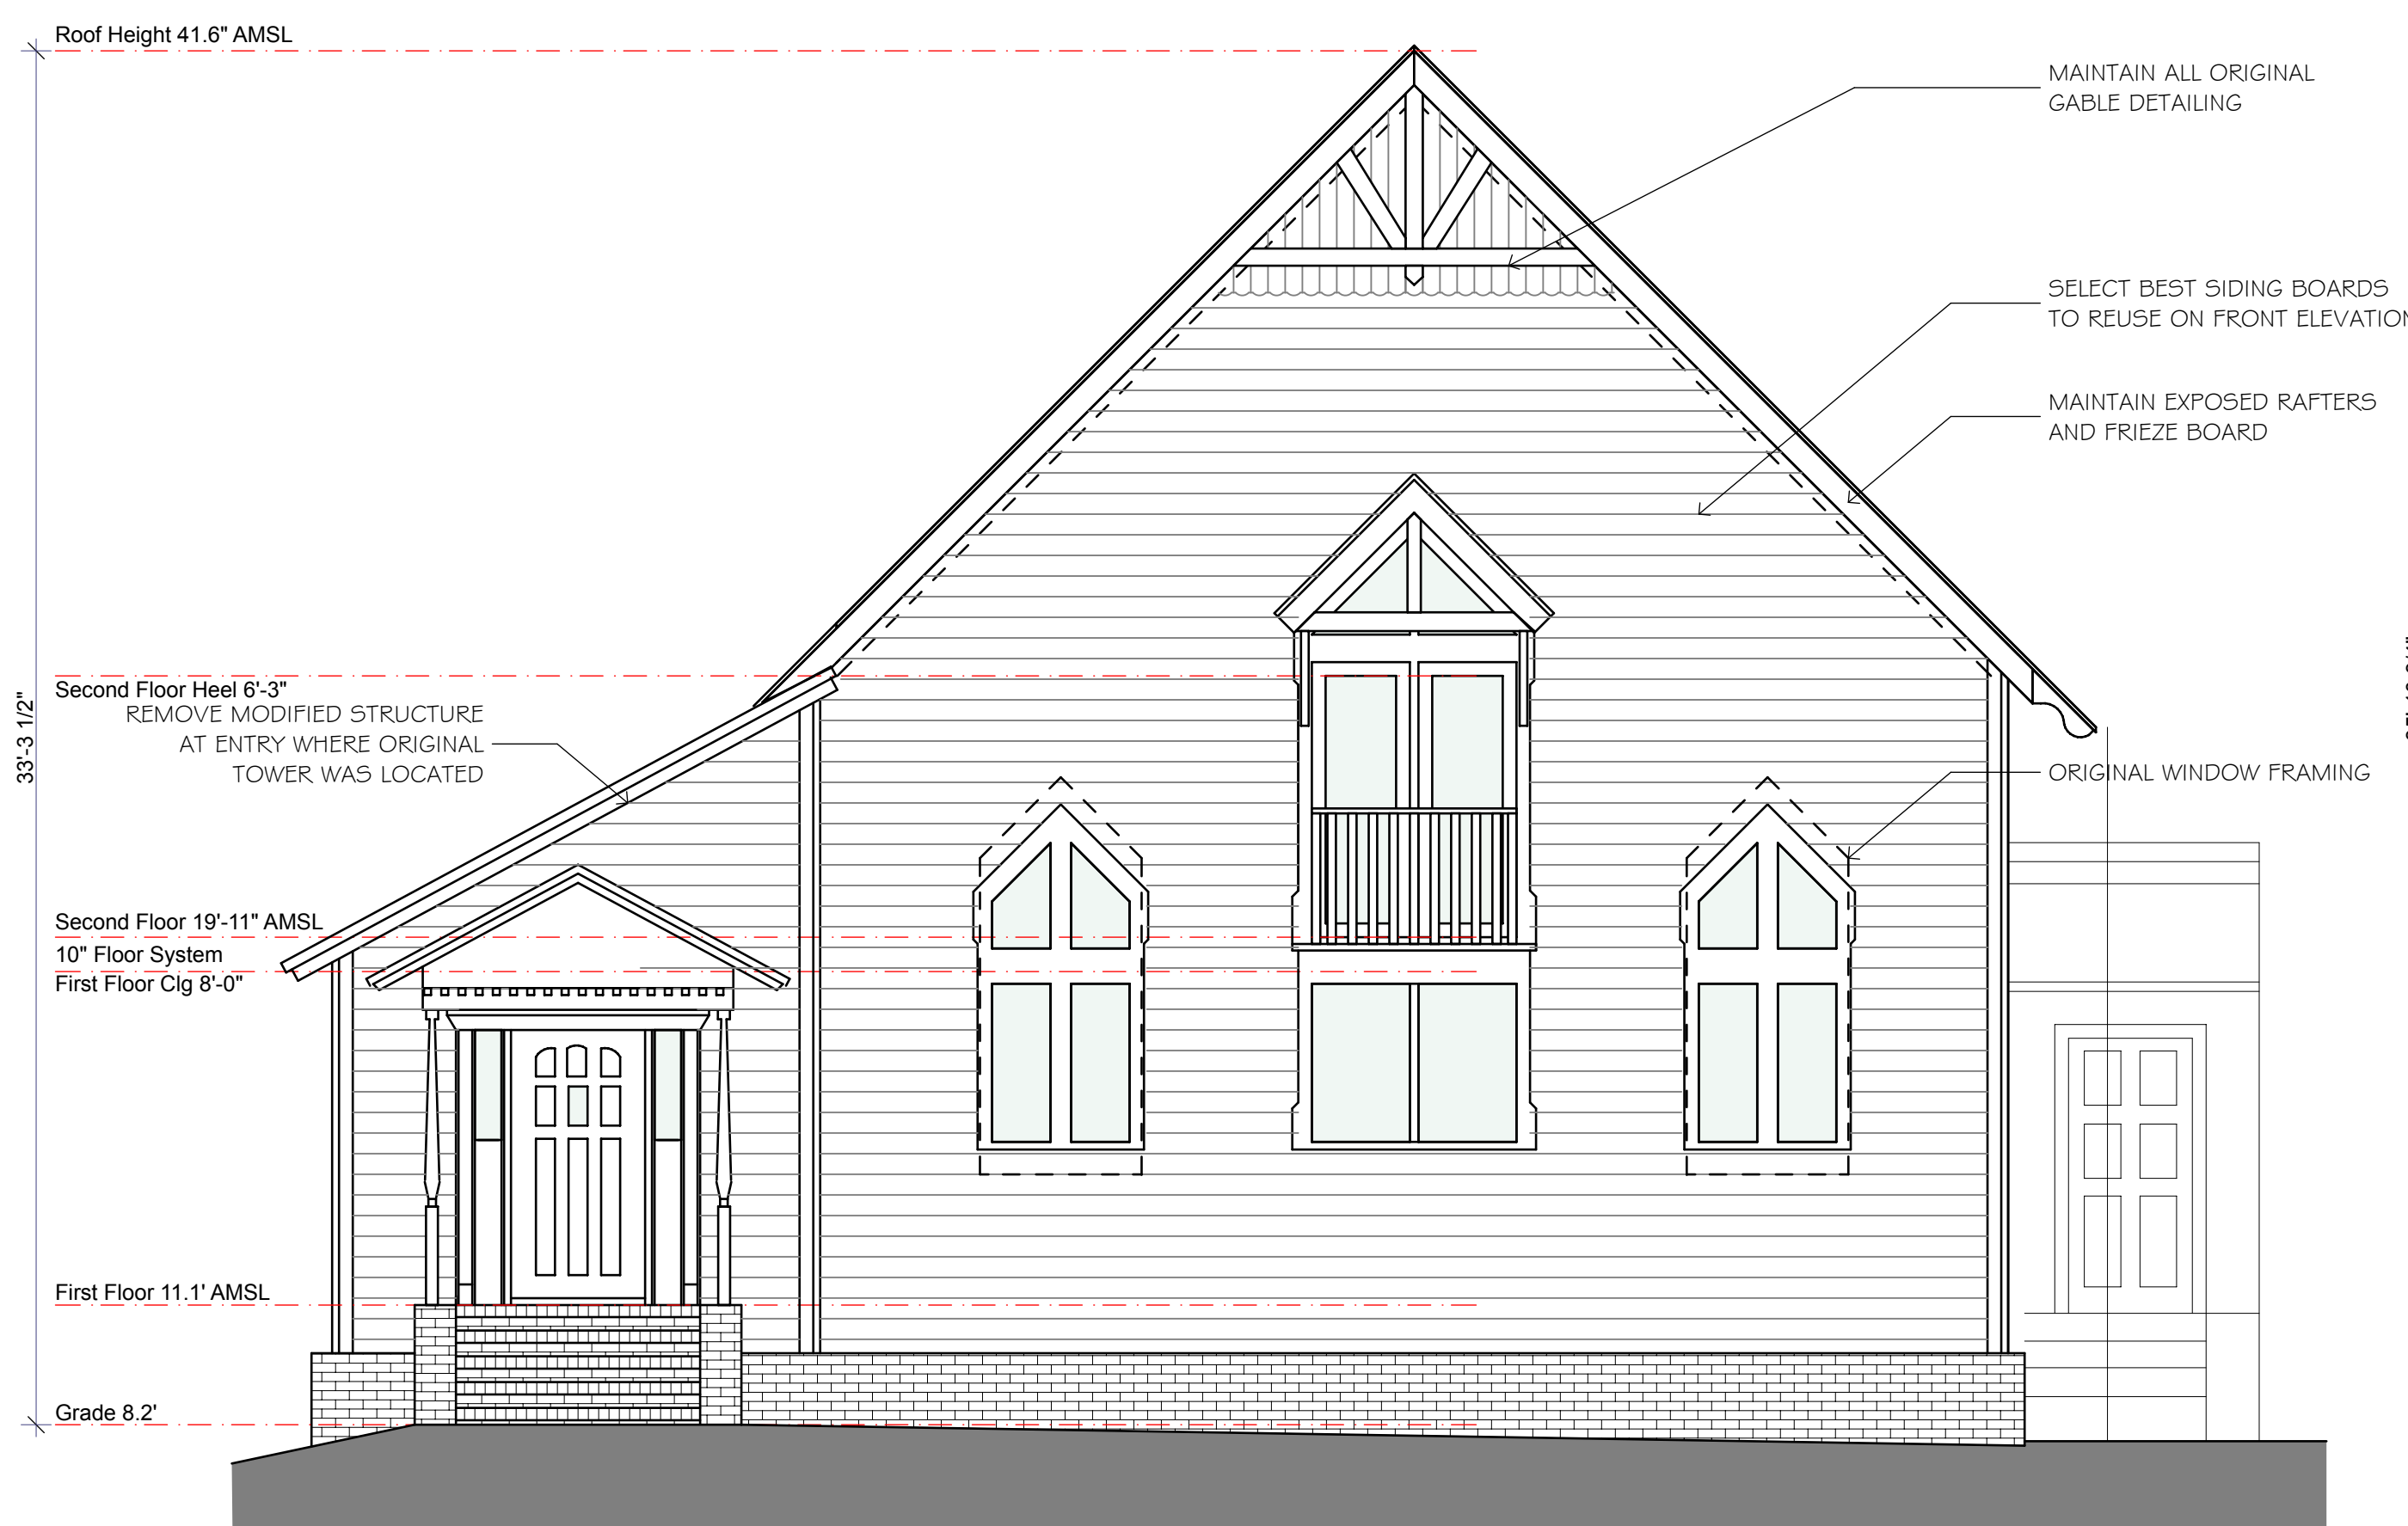 Roof Height 41.6" AMSL
MAINTAIN ALL ORIGINAL
GABLE DETAILING
SELECT BEST SIDING BOARDS
TO REUSE ON FRONT ELEVATION
MAINTAIN EXPOSED RAFTERS
AND FRIEZE BOARD
Second Floor Heel 6'-3"
REMOVE MODIFIED STRUCTURE
AT ENTRY WHERE ORIGINAL
TOWER WAS LOCATED
33'-3 1/2"
ORIGINAL WINDOW FRAMING
Second Floor 19'-11" AMSL
10" Floor System
First Floor Clg 8'-0"
First Floor 11.1' AMSL
Grade 8.2'